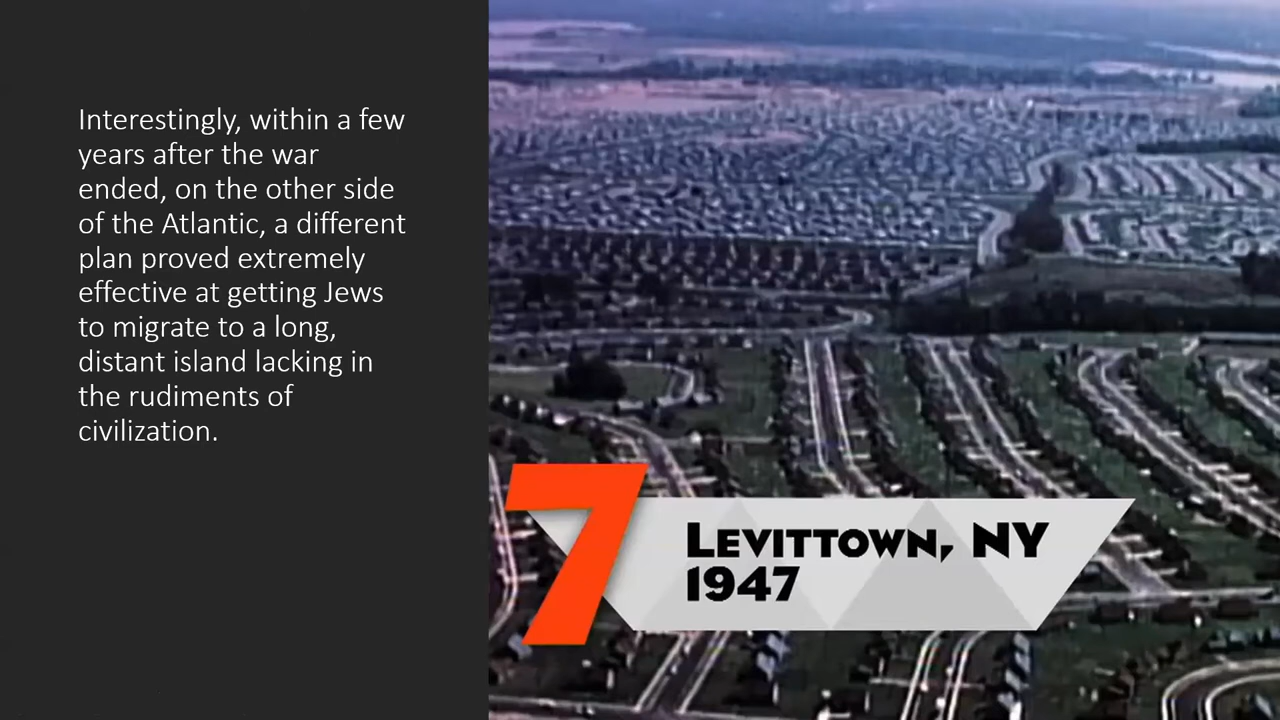 Interestingly, within a few
years after the war
ended, on the other side
of the Atlantic, a different
plan proved extremely
effective at getting Jews
to migrate to a long,
distant island lacking in
the rudiments of
civilization.
7
LEVITTOWN, NY
1947